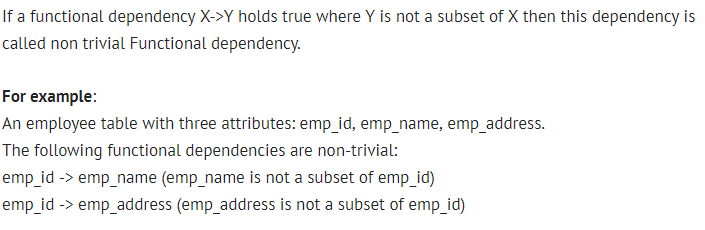 If a functional dependency X->Y holds true where Y is not a subset of X then this dependency is
called non trivial Functional dependency.
For example:
An employee table with three attributes: emp_id, emp_name, emp_address.
The following functional dependencies are non-trivial:
emp_id -> emp_name (emp_name is not a subset of emp_id)
emp_id -> emp_address (emp_address is not a subset of emp_id)